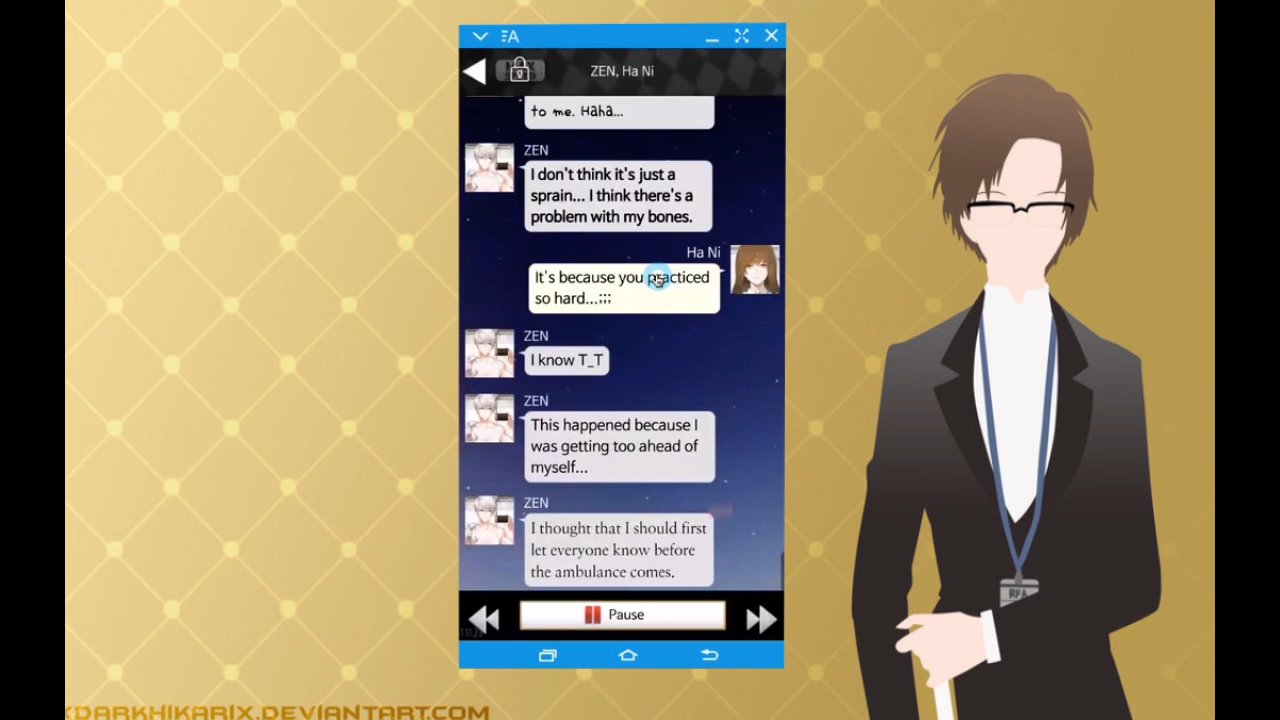 ΞA
ZEN, Ha Ni
to me. Haha...
ZEN
I don't think it's just a
sprain... I think there's a
problem with my bones.
Ha Ni
It's because you practiced
so hard...;;;
ZEN
I know T_T
ZEN
This happened because I
was getting too ahead of
myself...
ZEN
I thought that I should first
let everyone know before
the ambulance comes.
Pause
RFA
XDARKHIKARIX.DEVIANTART.COM